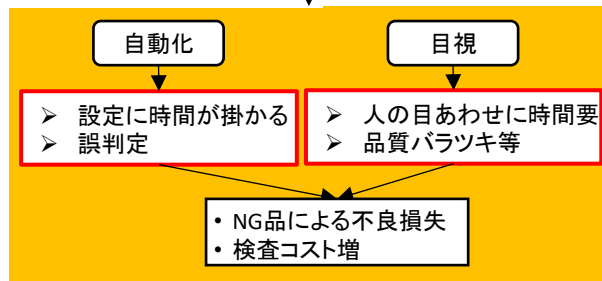 自動化
目視
➢ 設定に時間が掛かる
➢ 誤判定
➢ 人の目あわせに時間要
➢ 品質バラツキ等
• NG品による不良損失
• 検査コスト増